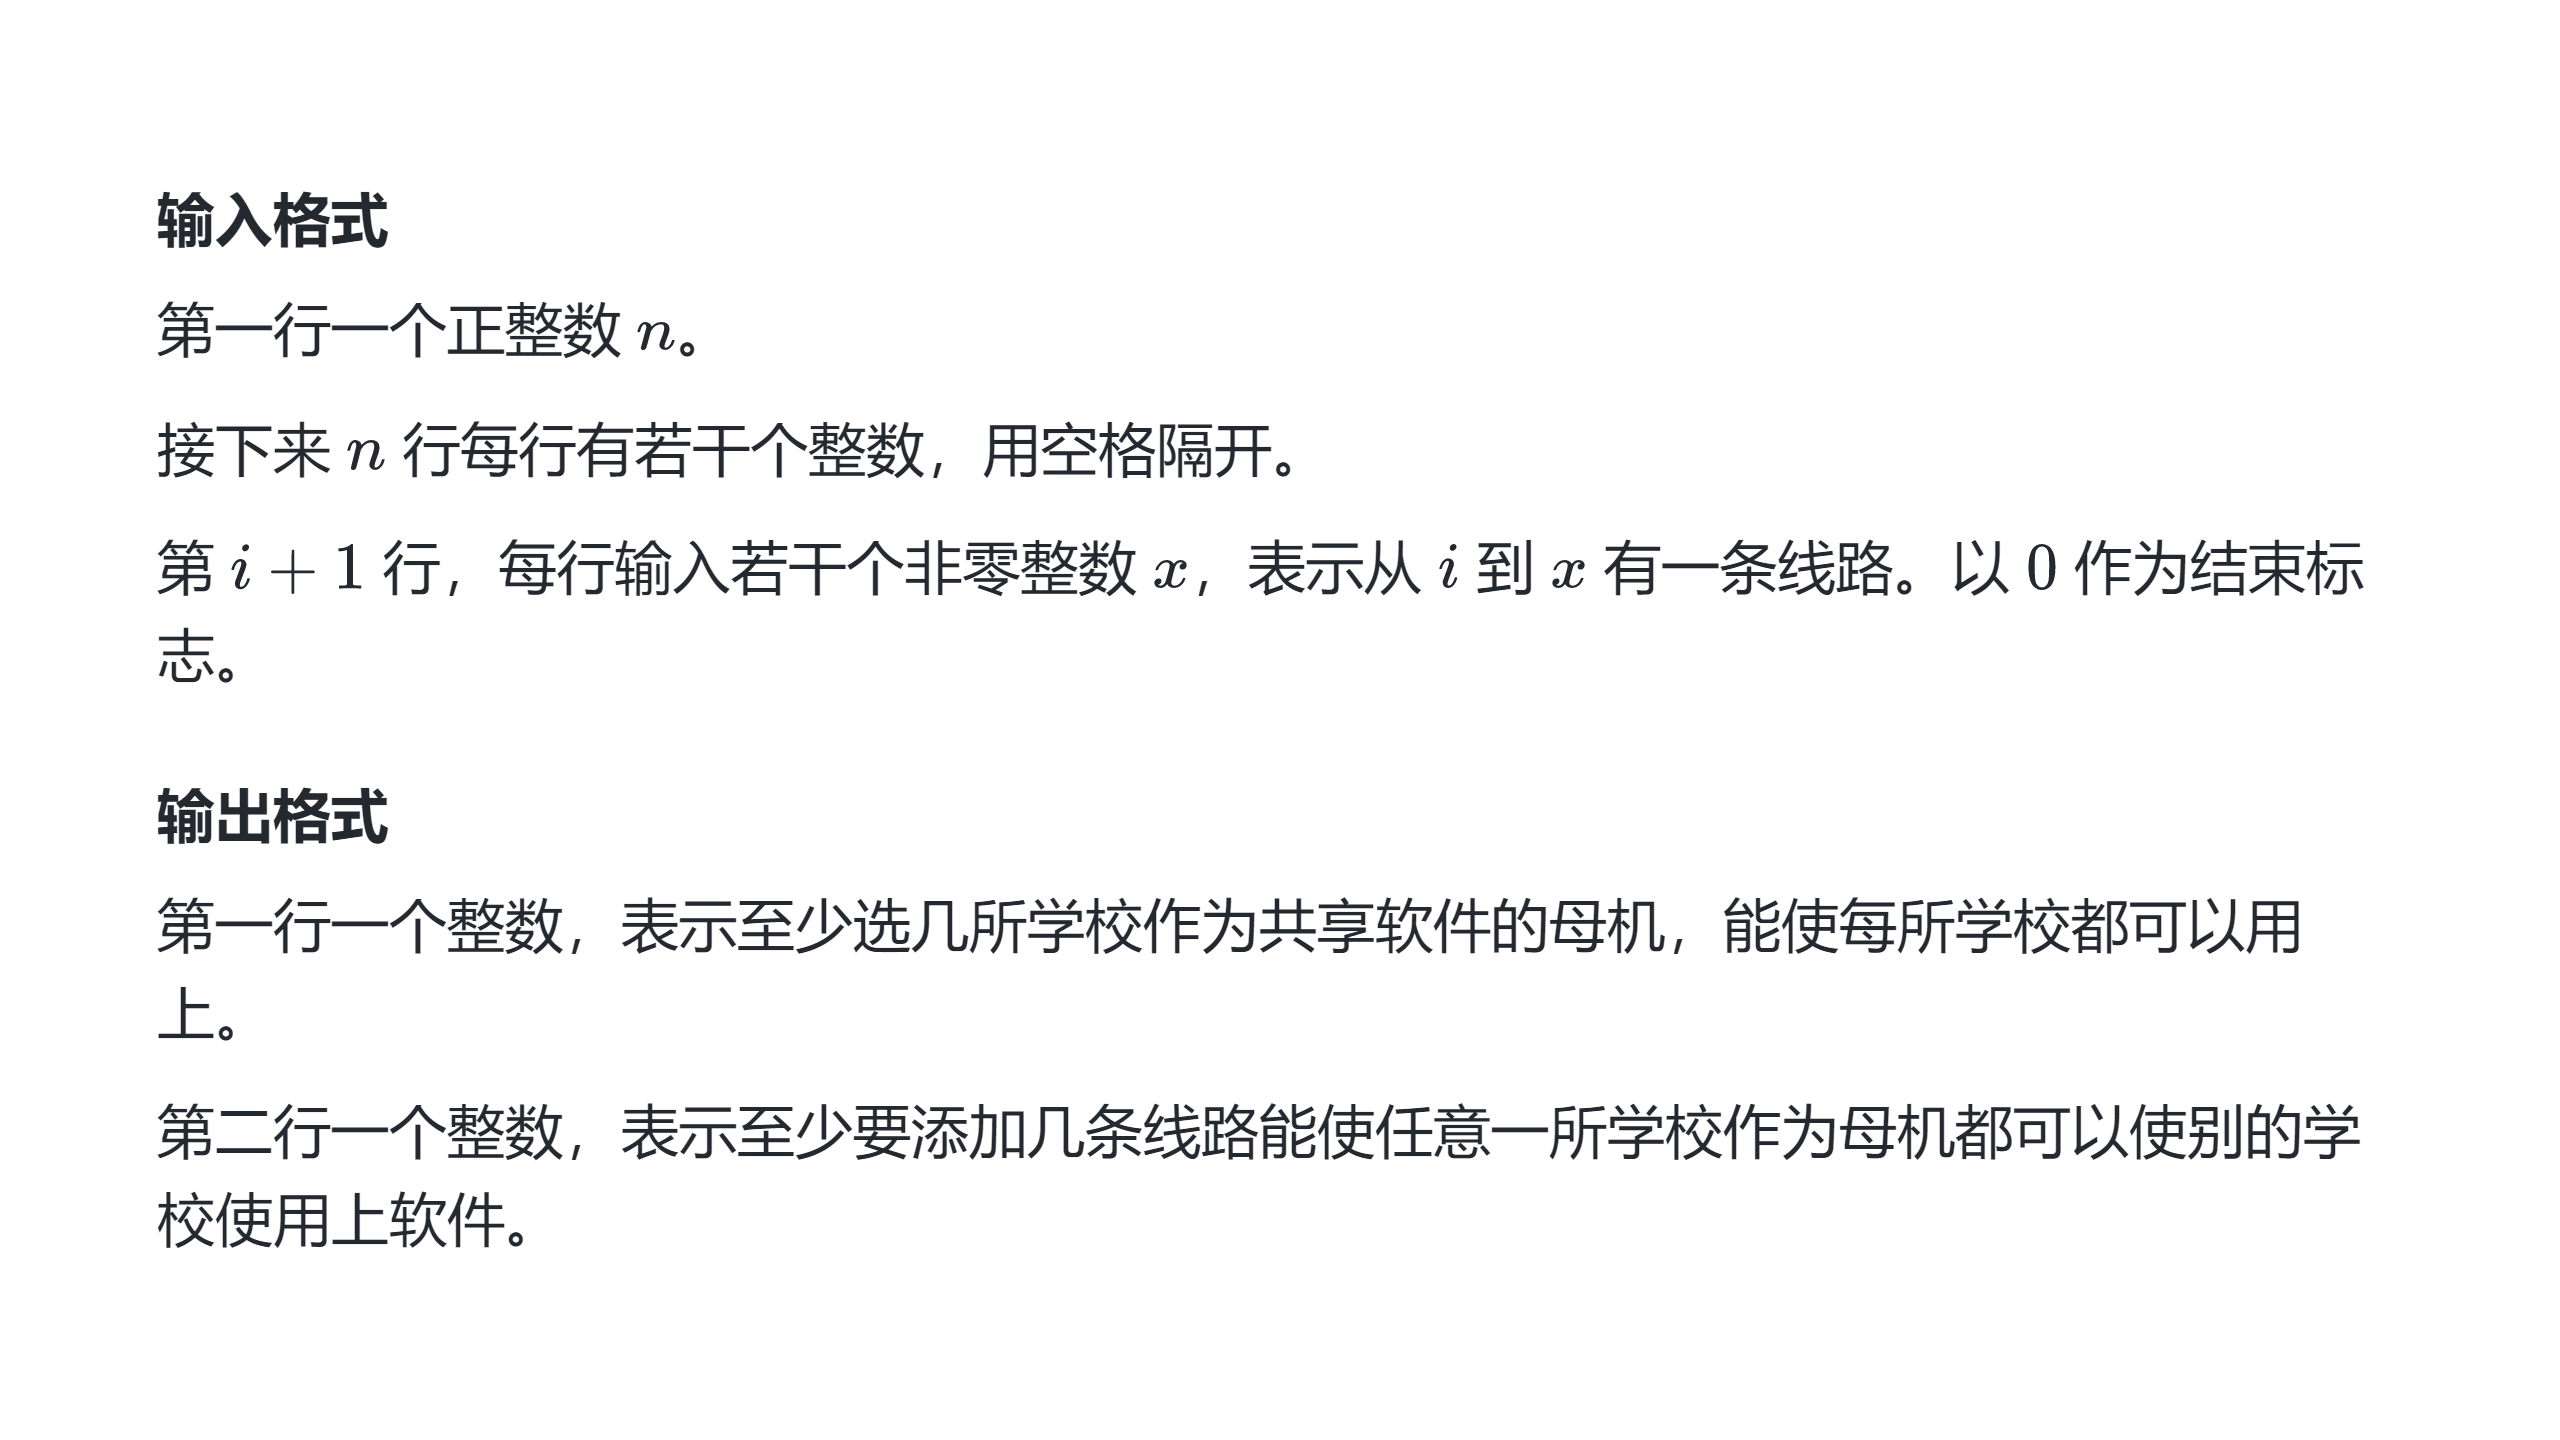 输入格式
第一行一个正整数 n。
接下来 n 行每行有若干个整数，用空格隔开。
第 i + 1 行，每行输入若干个非零整数 x，表示从 i 到 x 有一条线路。以 0 作为结束标
志。
输出格式
第一行一个整数，表示至少选几所学校作为共享软件的母机，能使每所学校都可以用
上。
第二行一个整数，表示至少要添加几条线路能使任意一所学校作为母机都可以使别的学
校使用上软件。